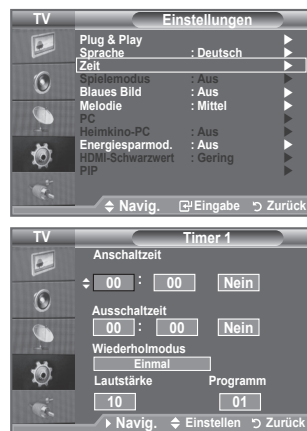 TV Einstellungen
Plug & Play
Sprache : Deutsch
Zeit
Spielemodus : Aus
Blaues Bild : Aus
Melodie : Mittel
PC
Heimkino-PC : Aus
Energiesparmod. : Aus
HDMI-Schwarzwert : Gering
PIP
Navig. Eingabe Zurück
TV Timer 1
Anschaltzeit
00 : 00 Nein
Ausschaltzeit
00 : 00 Nein
Wiederholmodus
Einmal
Lautstärke Programm
10 01
Navig. Einstellen Zurück